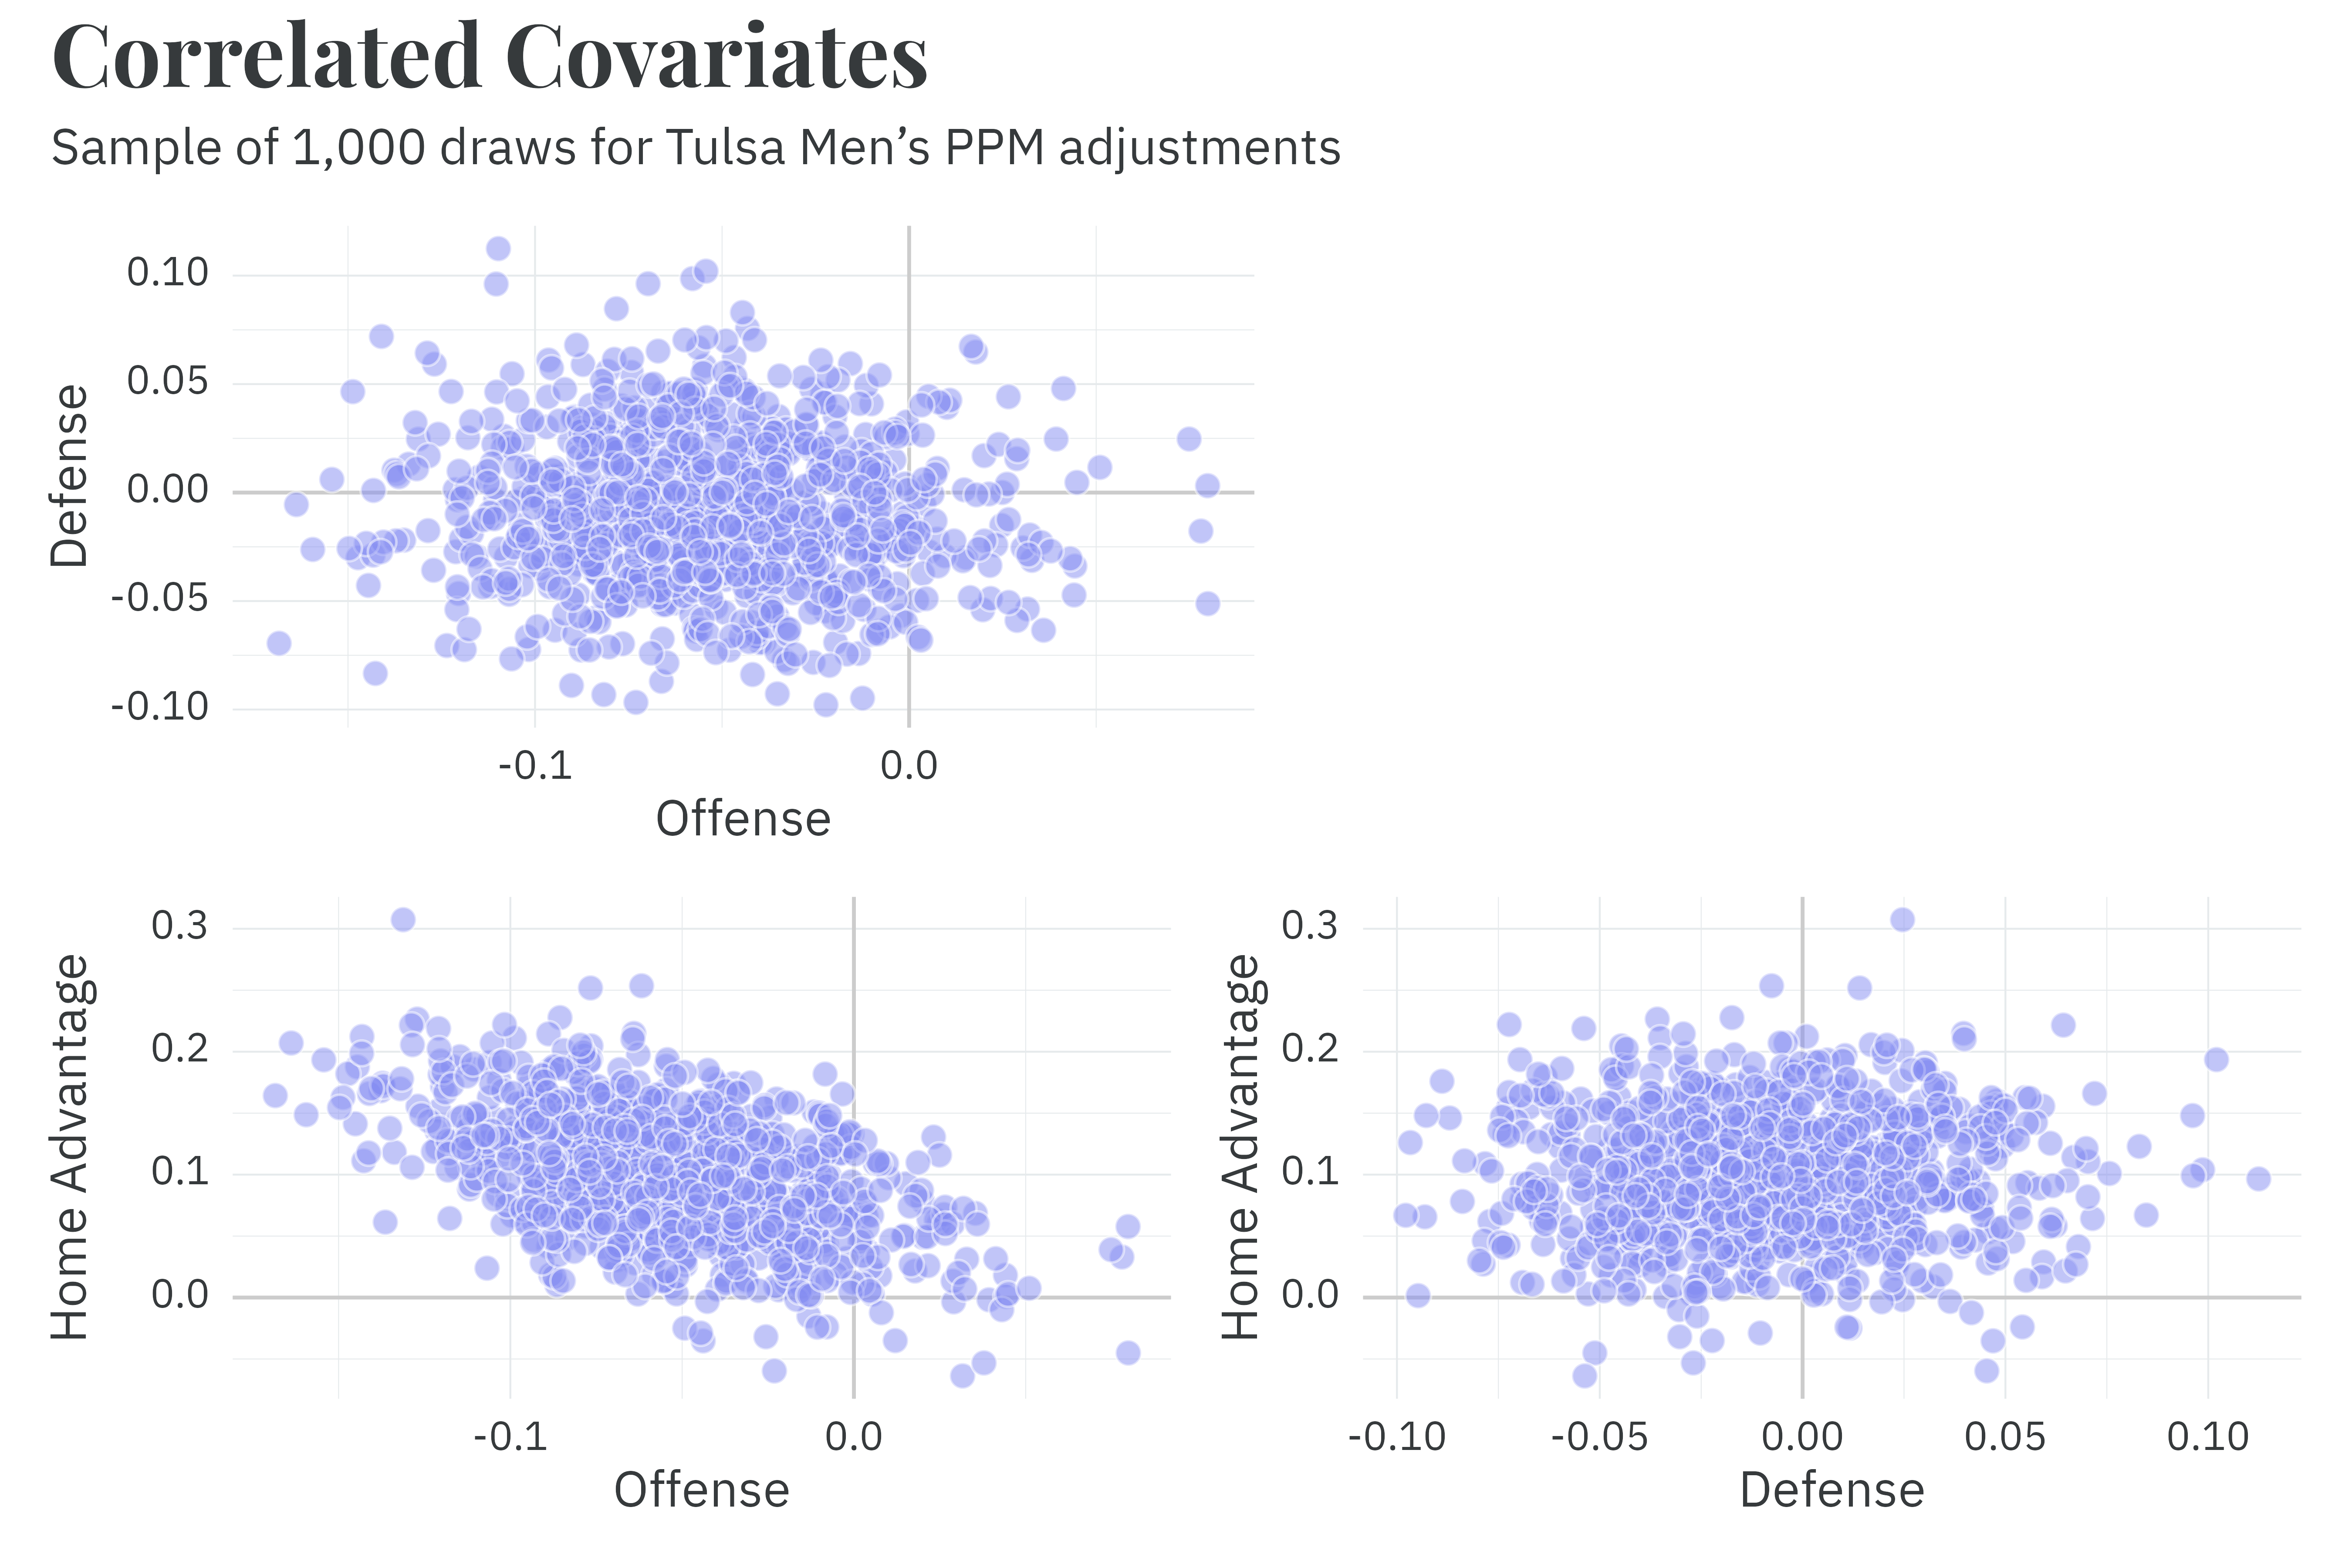 Correlated Covariates
Sample of 1,000 draws for Tulsa Men’s PPM adjustments
Defense
0.10
0.05
0.00
-0.05
-0.10
-0.1 0.0
Offense
Home Advantage
0.3
0.2
0.1
0.0
-0.1 0.0
Offense
Home Advantage
0.3
0.2
0.1
0.0
-0.10 -0.05 0.00 0.05 0.10
Defense